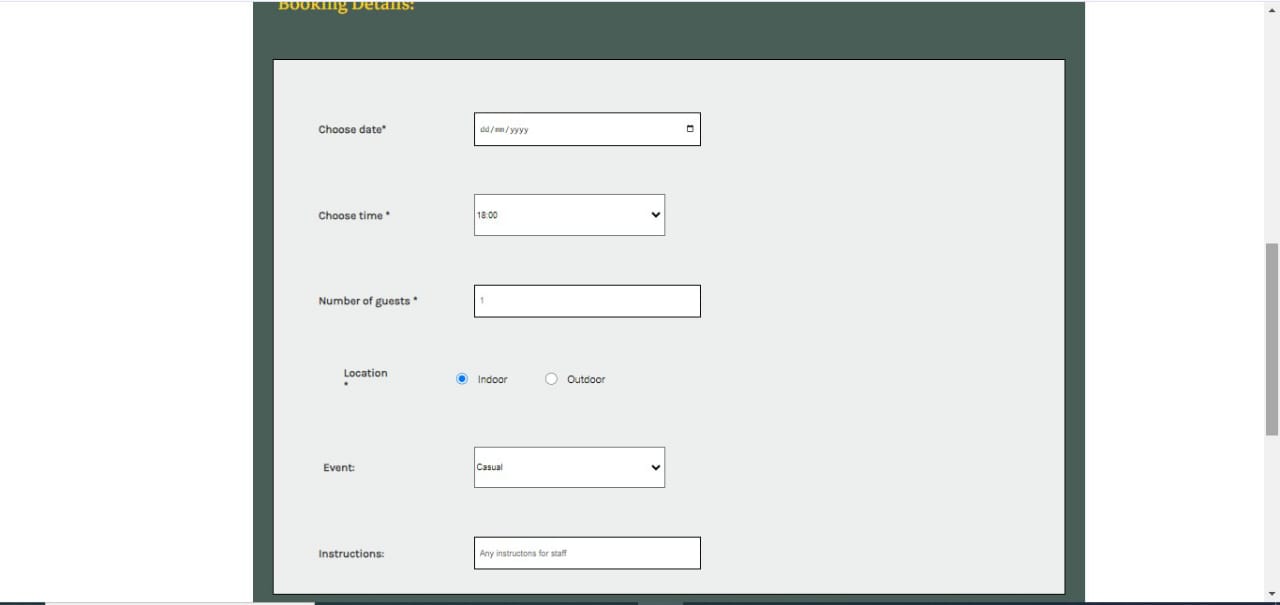 Booking Details:
Choose date*
dd/mm/yyyy
Choose time *
18:00
Number of guests *
1
Location
*
Indoor Outdoor
Event:
Casual
Instructions:
Any instructons for staff